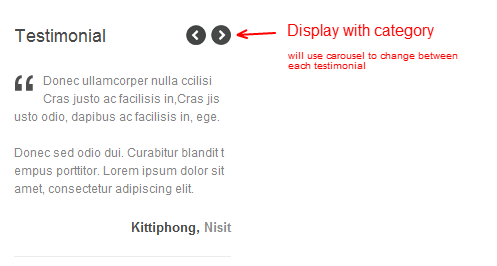 Testimonial
Display with category
will use carousel to change between
each testimonial
“ Donec ullamcorper nulla ccilisi
Cras justo ac facilisis in,Cras jis
usto odio, dapibus ac facilisis in, ege.
Donec sed odio dui. Curabitur blandit t
empus porttitor. Lorem ipsum dolor sit
amet, consectetur adipiscing elit.
Kittiphong, Nisit